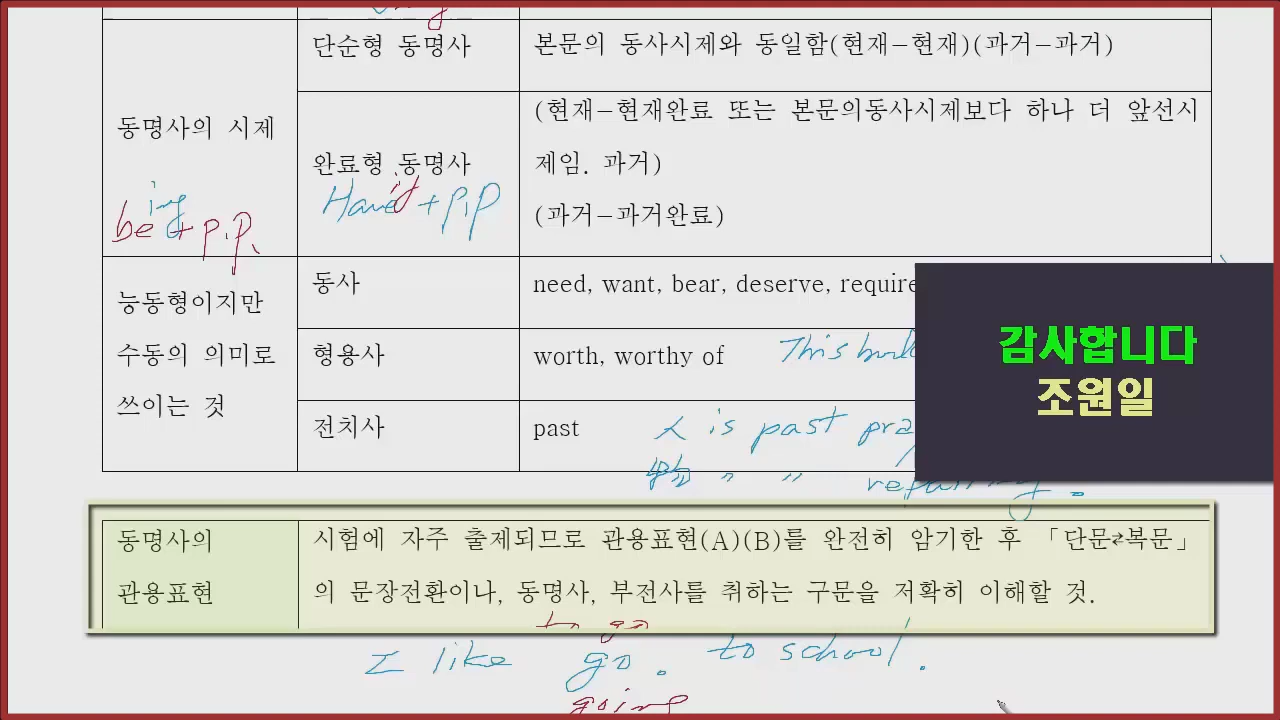 단순형 동명사
본문의 동사시제와 동일함(현재-현재)(과거-과거)
동명사의 시제
완료형 동명사
(현재-현재완료 또는 본문의동사시제보다 하나 더 앞선시
제임. 과거)
(과거-과거완료)
ing
be + p.p.
Have + p.p
능동형이지만
수동의 의미로
쓰이는 것
동사
need, want, bear, deserve, require
형용사
worth, worthy of
This
전치사
past
is past
감사합니다
조원일
동명사의
관용표현
시험에 자주 출제되므로 관용표현(A)(B)를 완전히 암기한 후 「단문⇄복문」
의 문장전환이나, 동명사, 부전사를 취하는 구문을 저확히 이해할 것.
to go
I like go. to school.
going